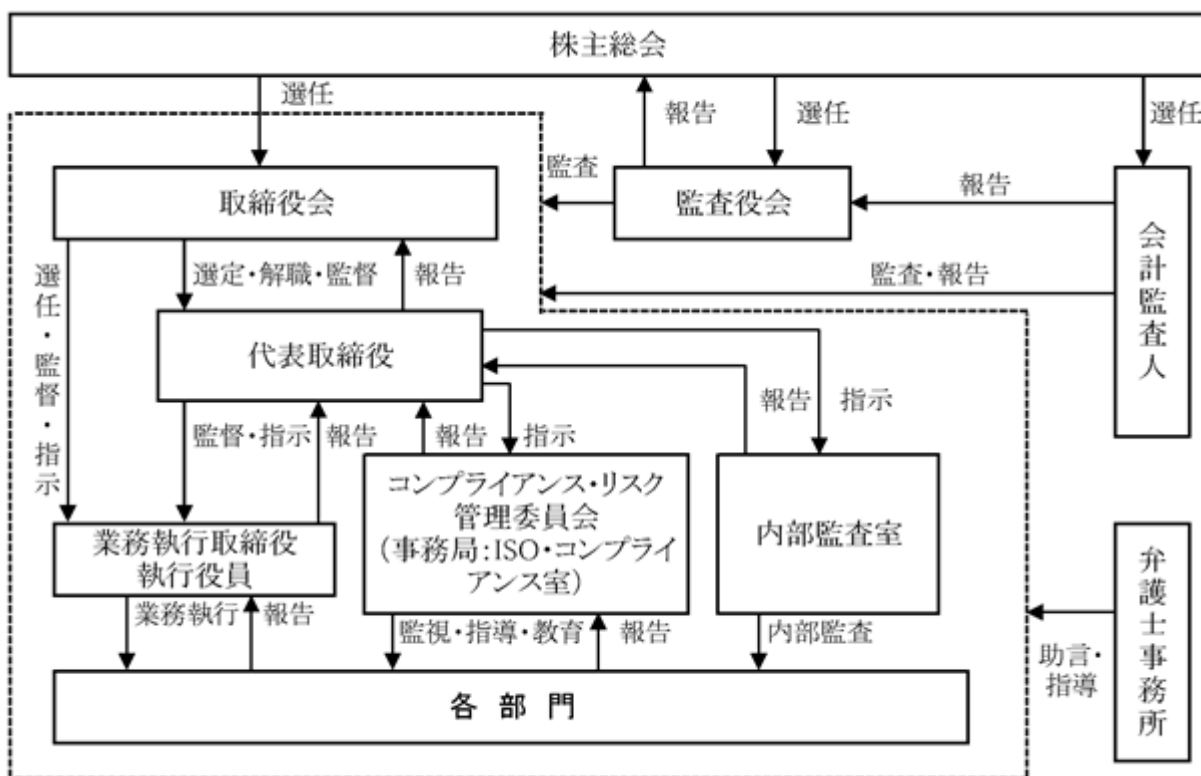 株主総会
選任
報告
選任
選任
監査
取締役会
監査役会
報告
会計監査人
選任・監督・指示
選定・解職・監督
報告
監査・報告
代表取締役
監督・指示
報告
報告
指示
報告
指示
業務執行取締役
執行役員
コンプライアンス・リスク
管理委員会
（事務局：ISO・コンプライ
アンス室）
内部監査室
弁護士事務所
業務執行
報告
監視・指導・教育
報告
内部監査
助言・
指導
各部門